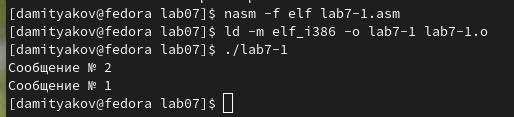 [damityakov@fedora lab07]$ nasm -f elf lab7-1.asm
[damityakov@fedora lab07]$ ld -m elf_i386 -o lab7-1 lab7-1.o
[damityakov@fedora lab07]$ ./lab7-1
Сообщение № 2
Сообщение № 1
[damityakov@fedora lab07]$